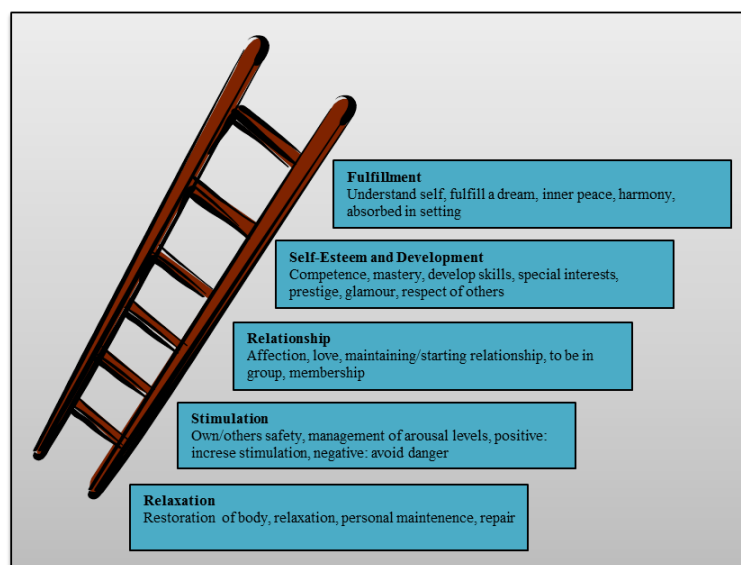 Fulfillment
Understand self, fulfill a dream, inner peace, harmony,
absorbed in setting
Self-Esteem and Development
Competence, mastery, develop skills, special interests,
prestige, glamour, respect of others
Relationship
Affection, love, maintaining/starting relationship, to be in
group, membership
Stimulation
Own/others safety, management of arousal levels, positive:
increse stimulation, negative: avoid danger
Relaxation
Restoration of body, relaxation, personal maintenence, repair